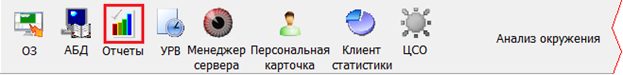 ОЗ
АБД
Отчеты
УРВ
Менеджер
сервера
Персональная
карточка
Клиент
статистики
ЦСО
Анализ окружения